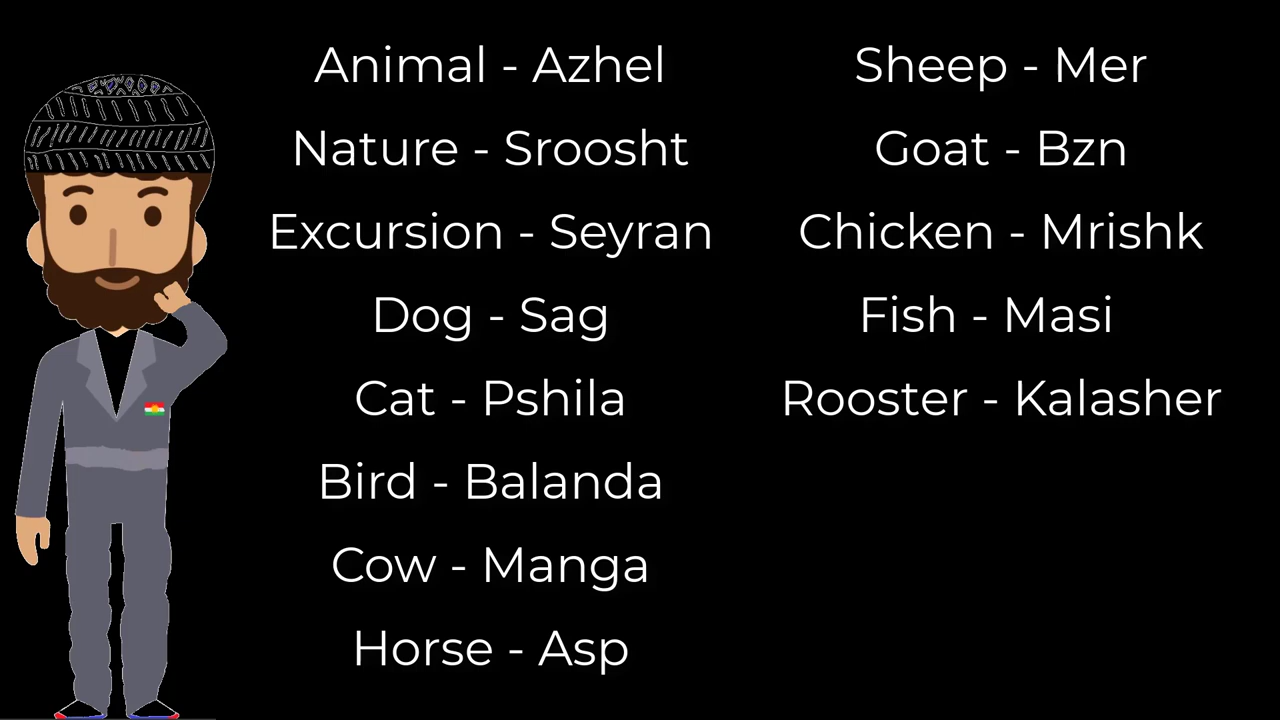 Animal - Azhel
Nature - Sroosht
Excursion - Seyran
Dog - Sag
Cat - Pshila
Bird - Balanda
Cow - Manga
Horse - Asp
Sheep - Mer
Goat - Bzn
Chicken - Mrishk
Fish - Masi
Rooster - Kalasher